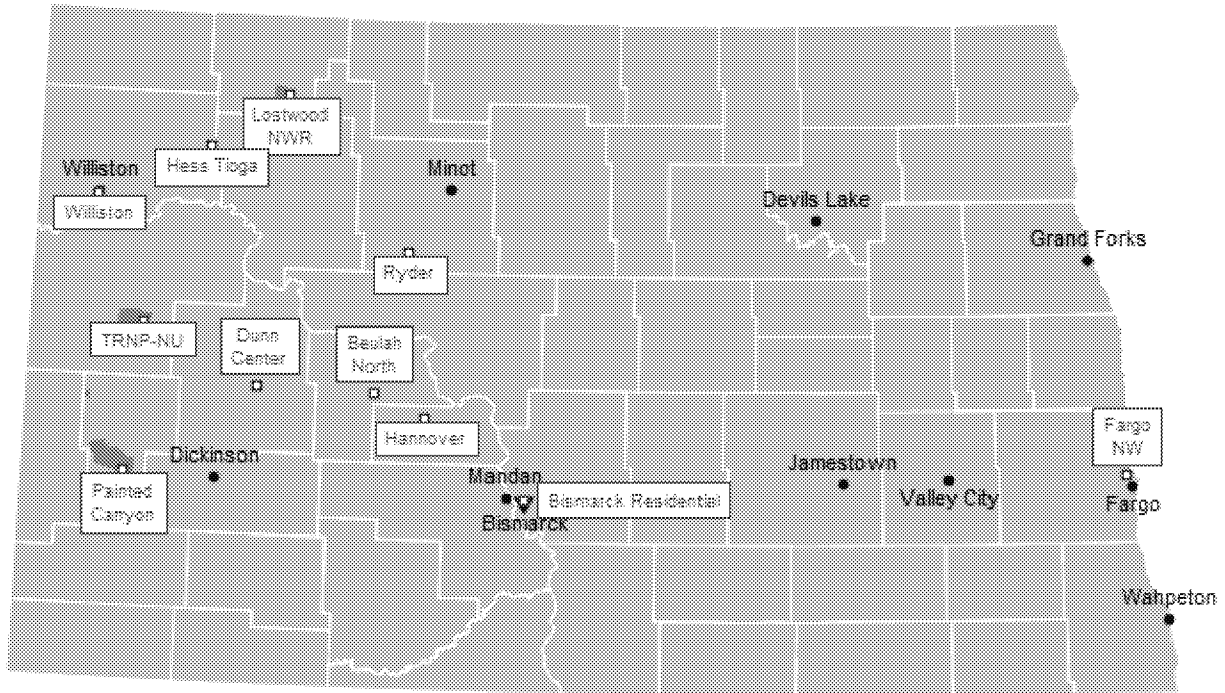 Lostwood
NWR
Hess Tioga
Williston
Minot
Williston
Devils Lake
Grand Forks
Ryder
TRNP-NU
Dunn
Center
Beulah
North
Hannover
Fargo
NW
Dickinson
Mandan
Jamestown
Painted
Canyon
Bismarck Residential
Valley City
Fargo
Bismarck
Wahpeton